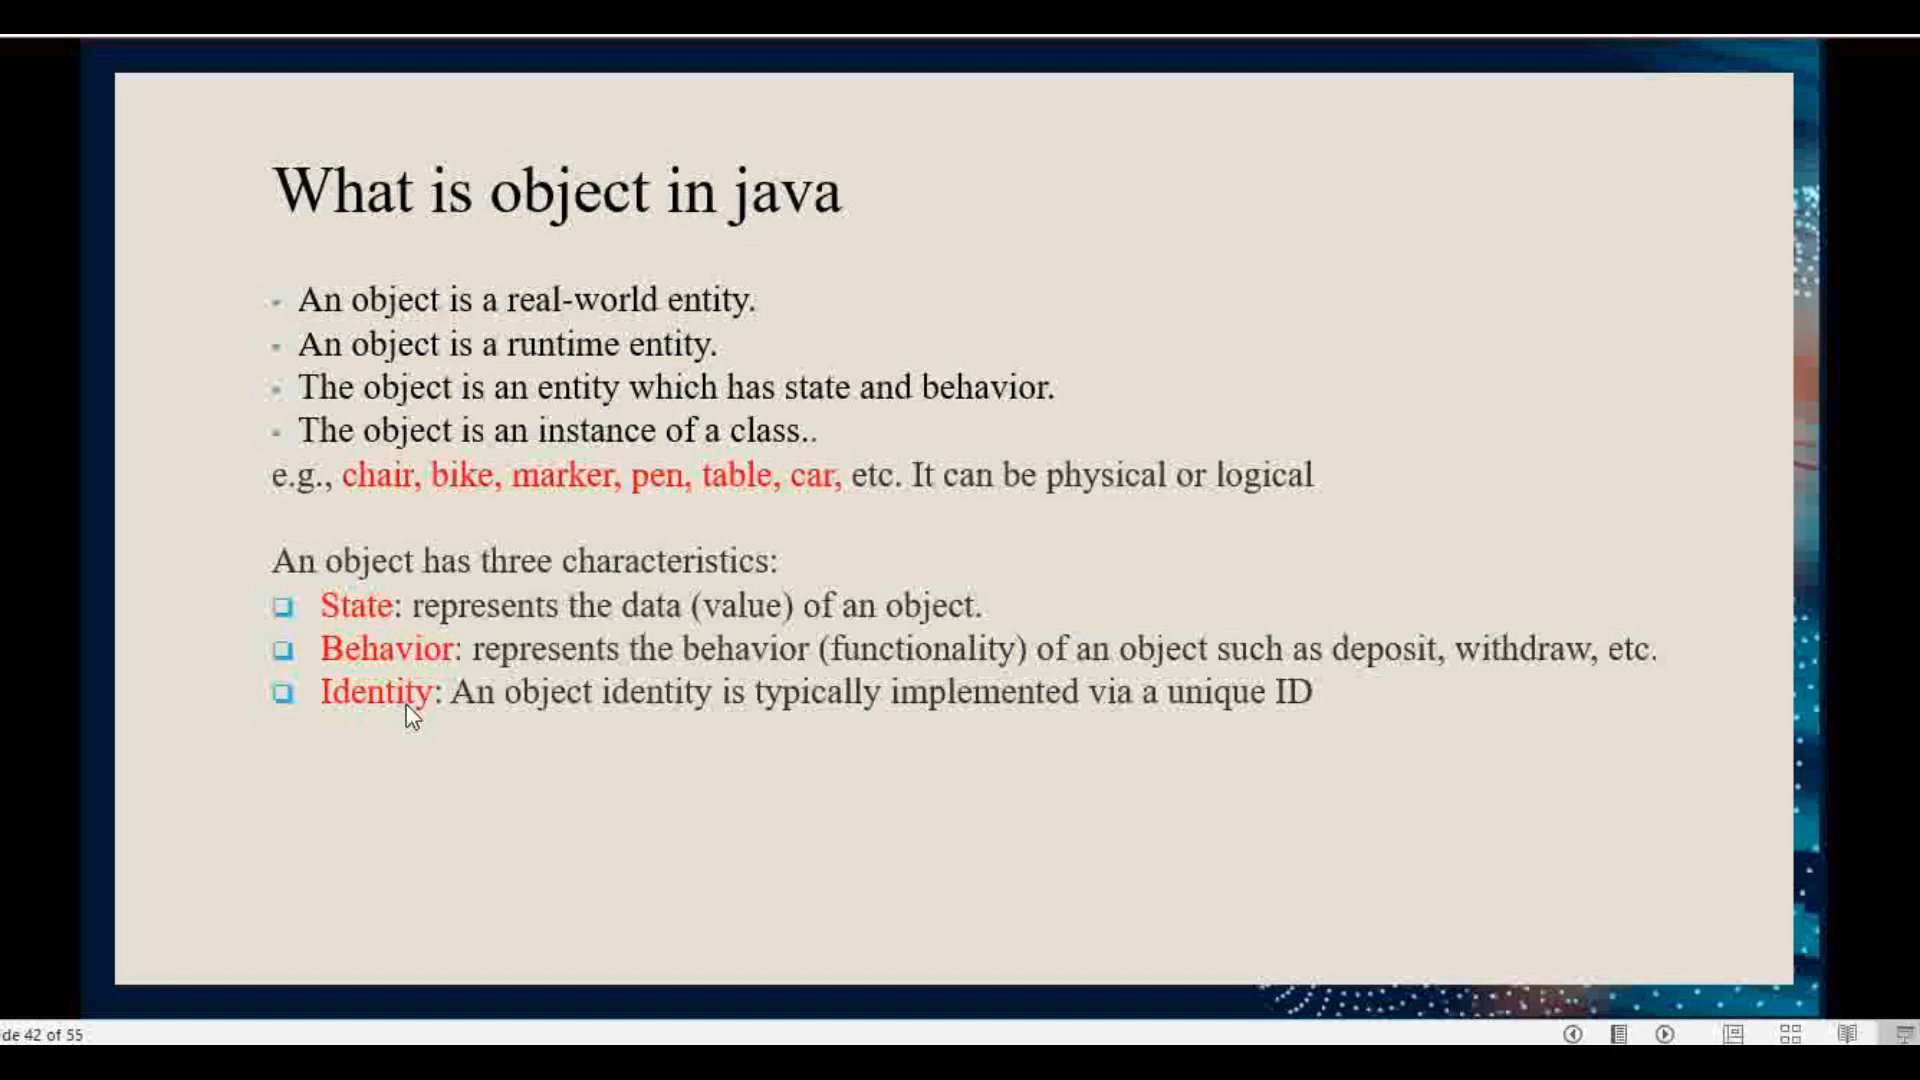 What is object in java
An object is a real-world entity.
An object is a runtime entity.
The object is an entity which has state and behavior.
The object is an instance of a class..
e.g., chair, bike, marker, pen, table, car, etc. It can be physical or logical
An object has three characteristics:
State: represents the data (value) of an object.
Behavior: represents the behavior (functionality) of an object such as deposit, withdraw, etc.
Identity: An object identity is typically implemented via a unique ID
de 42 of 55